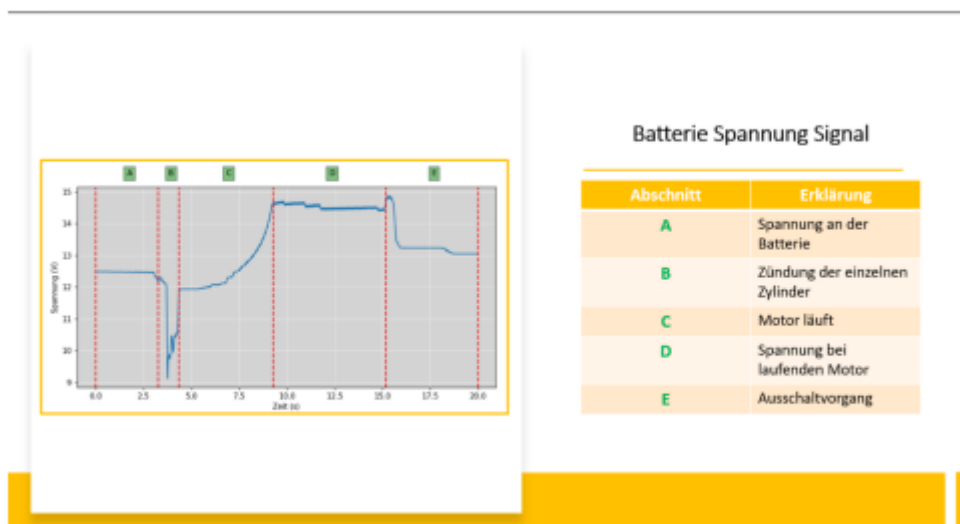 A B C D E
15
14
13
12
11
10
9
Spannung (V)
0.0 2.5 5.0 7.5 10.0 12.5 15.0 17.5 20.0
Zeit (s)
Batterie Spannung Signal
Abschnitt Erklärung
A Spannung an der
Batterie
B Zündung der einzelnen
Zylinder
C Motor läuft
D Spannung bei
laufenden Motor
E Ausschaltvorgang